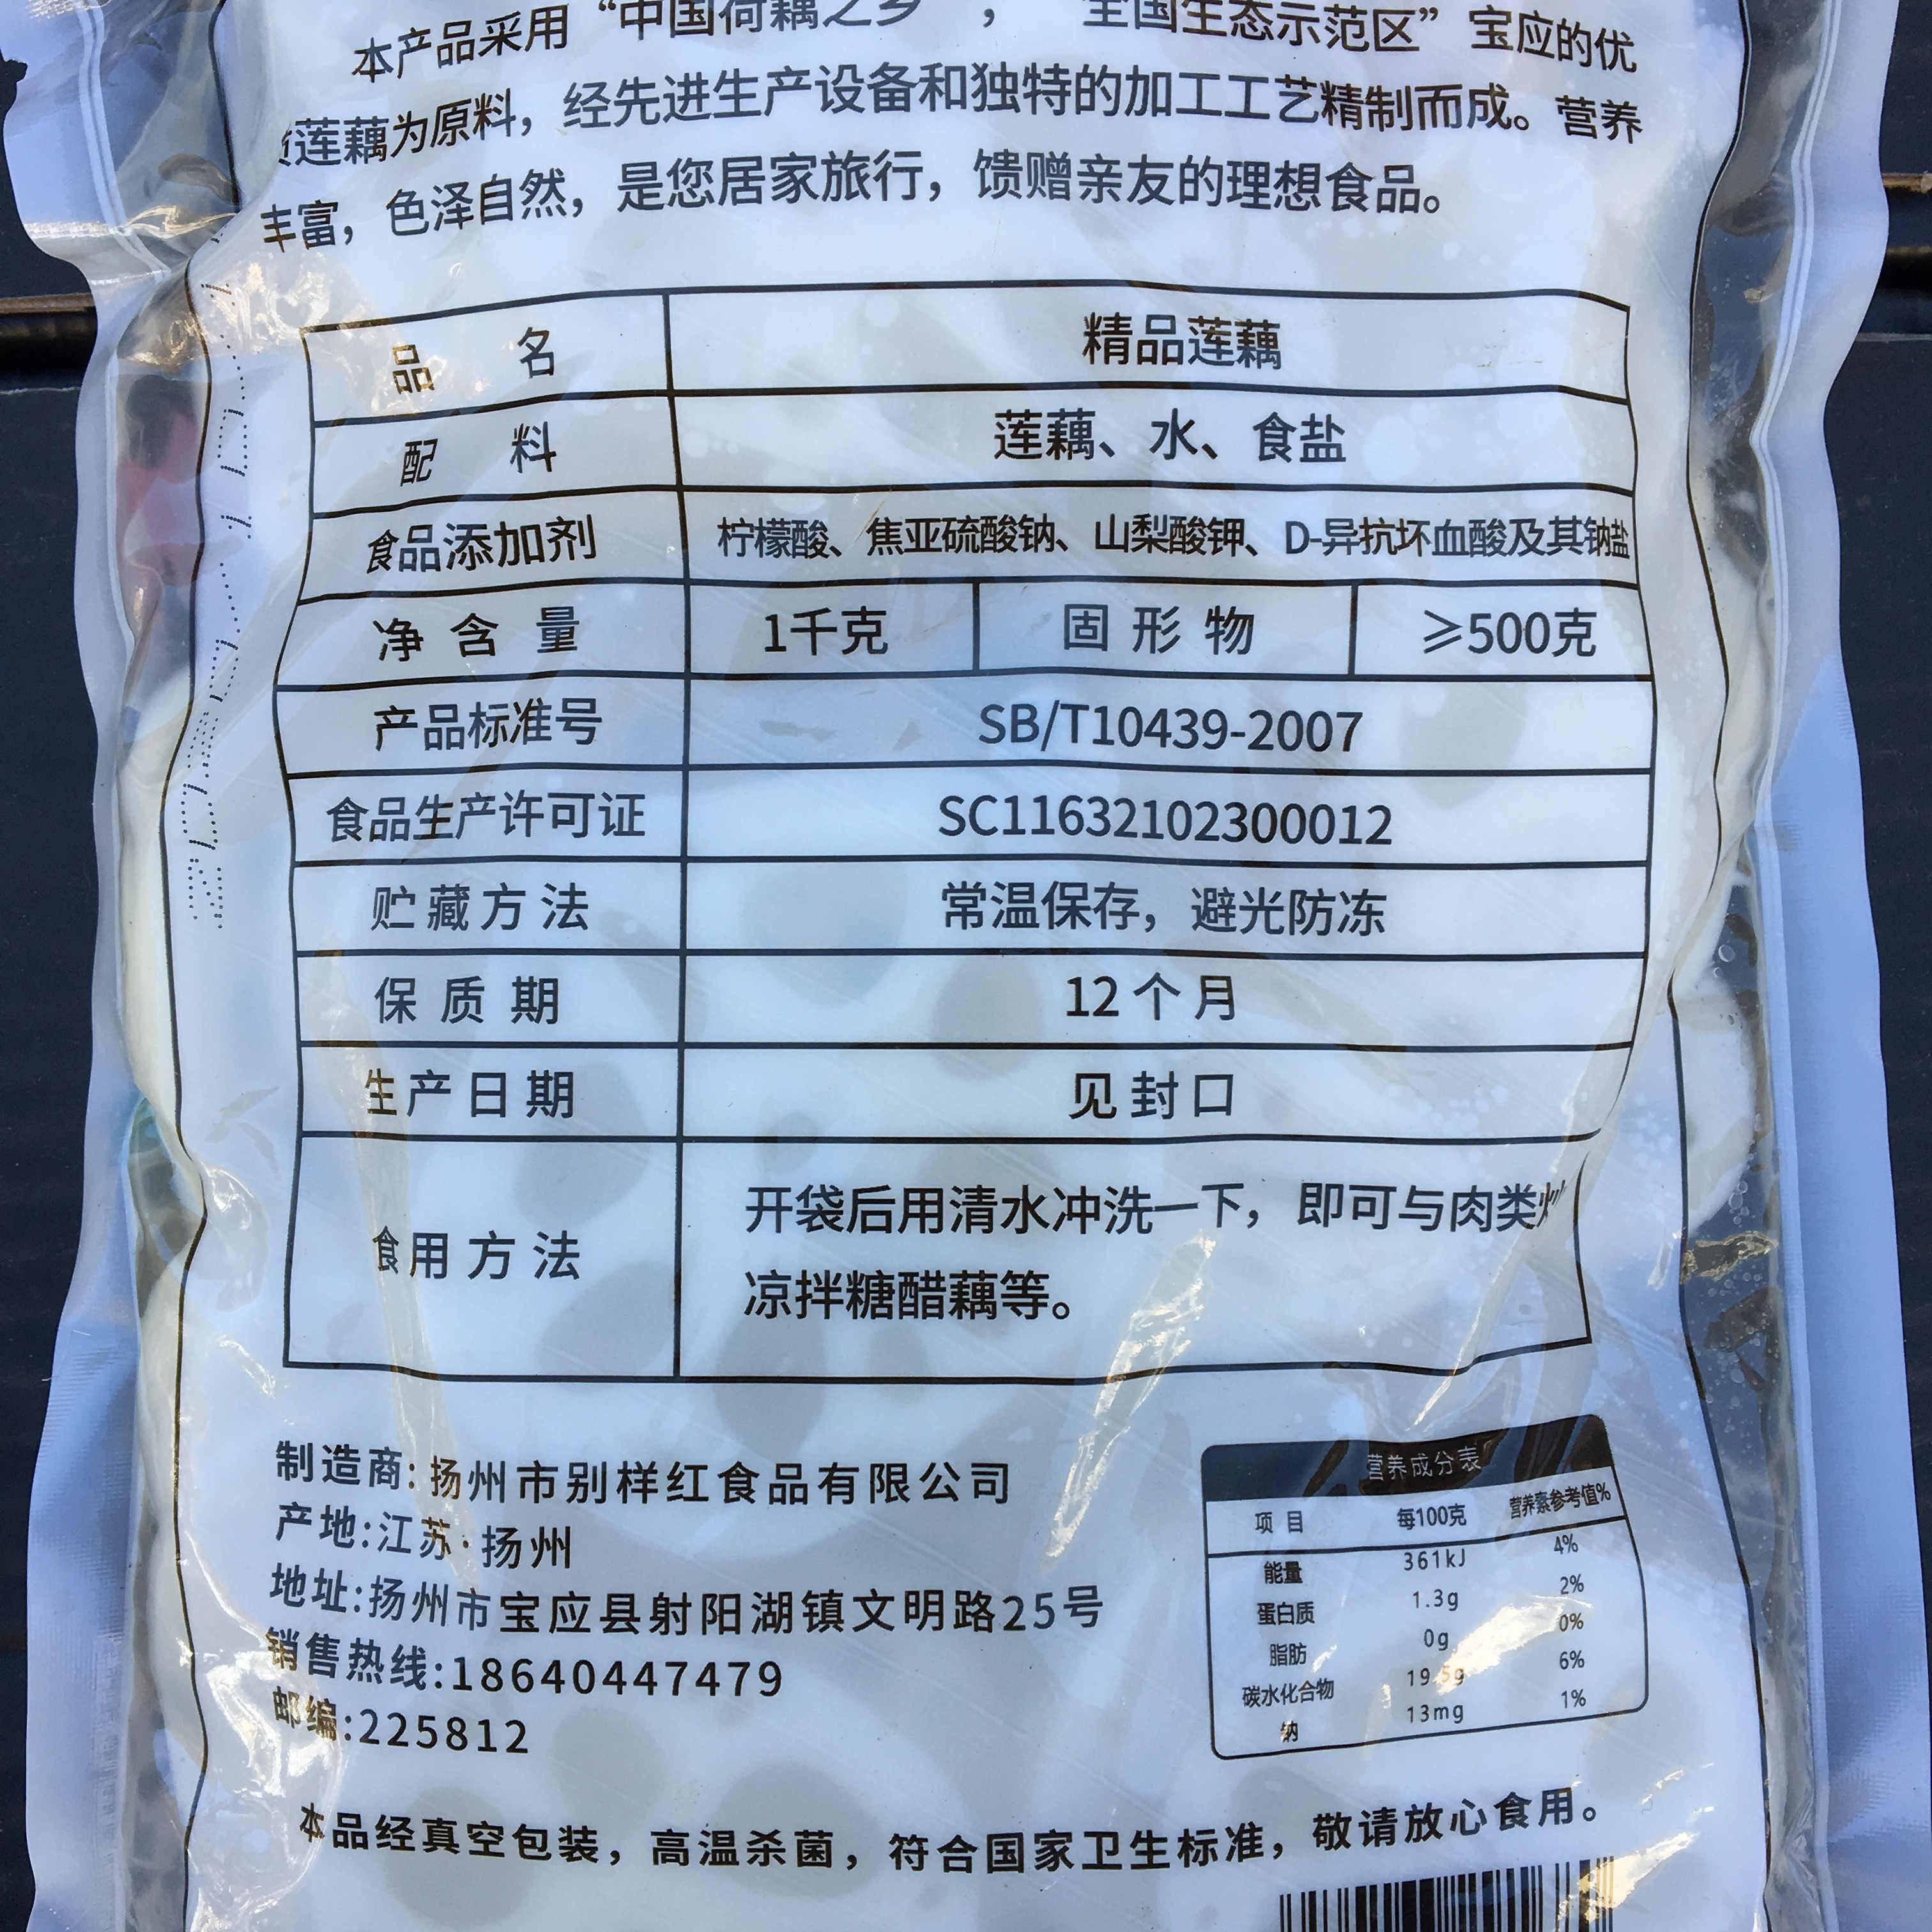 本产品采用“中国荷藕之乡”，“全国生态示范区”宝应的优
质莲藕为原料，经先进生产设备和独特的加工工艺精制而成。营养
丰富，色泽自然，是您居家旅行，馈赠亲友的理想食品。
品 名 精品莲藕
配 料 莲藕、水、食盐
食品添加剂 柠檬酸、焦亚硫酸钠、山梨酸钾、D-异抗坏血酸及其钠盐
净含量 1千克 固形物 ≥500克
产品标准号 SB/T10439-2007
食品生产许可证 SC11632102300012
贮藏方法 常温保存，避光防冻
保质期 12个月
生产日期 见封口
食用方法 开袋后用清水冲洗一下，即可与肉类炒
凉拌糖醋藕等。
制造商:扬州市别样红食品有限公司
产地:江苏·扬州
地址:扬州市宝应县射阳湖镇文明路25号
销售热线:18640447479
邮编:225812
营养成分表
项目 每100克 营养素参考值%
能量 361kJ 4%
蛋白质 1.3g 2%
脂肪 0g 0%
碳水化合物 19.5g 6%
钠 13mg 1%
本品经真空包装，高温杀菌，符合国家卫生标准，敬请放心食用。